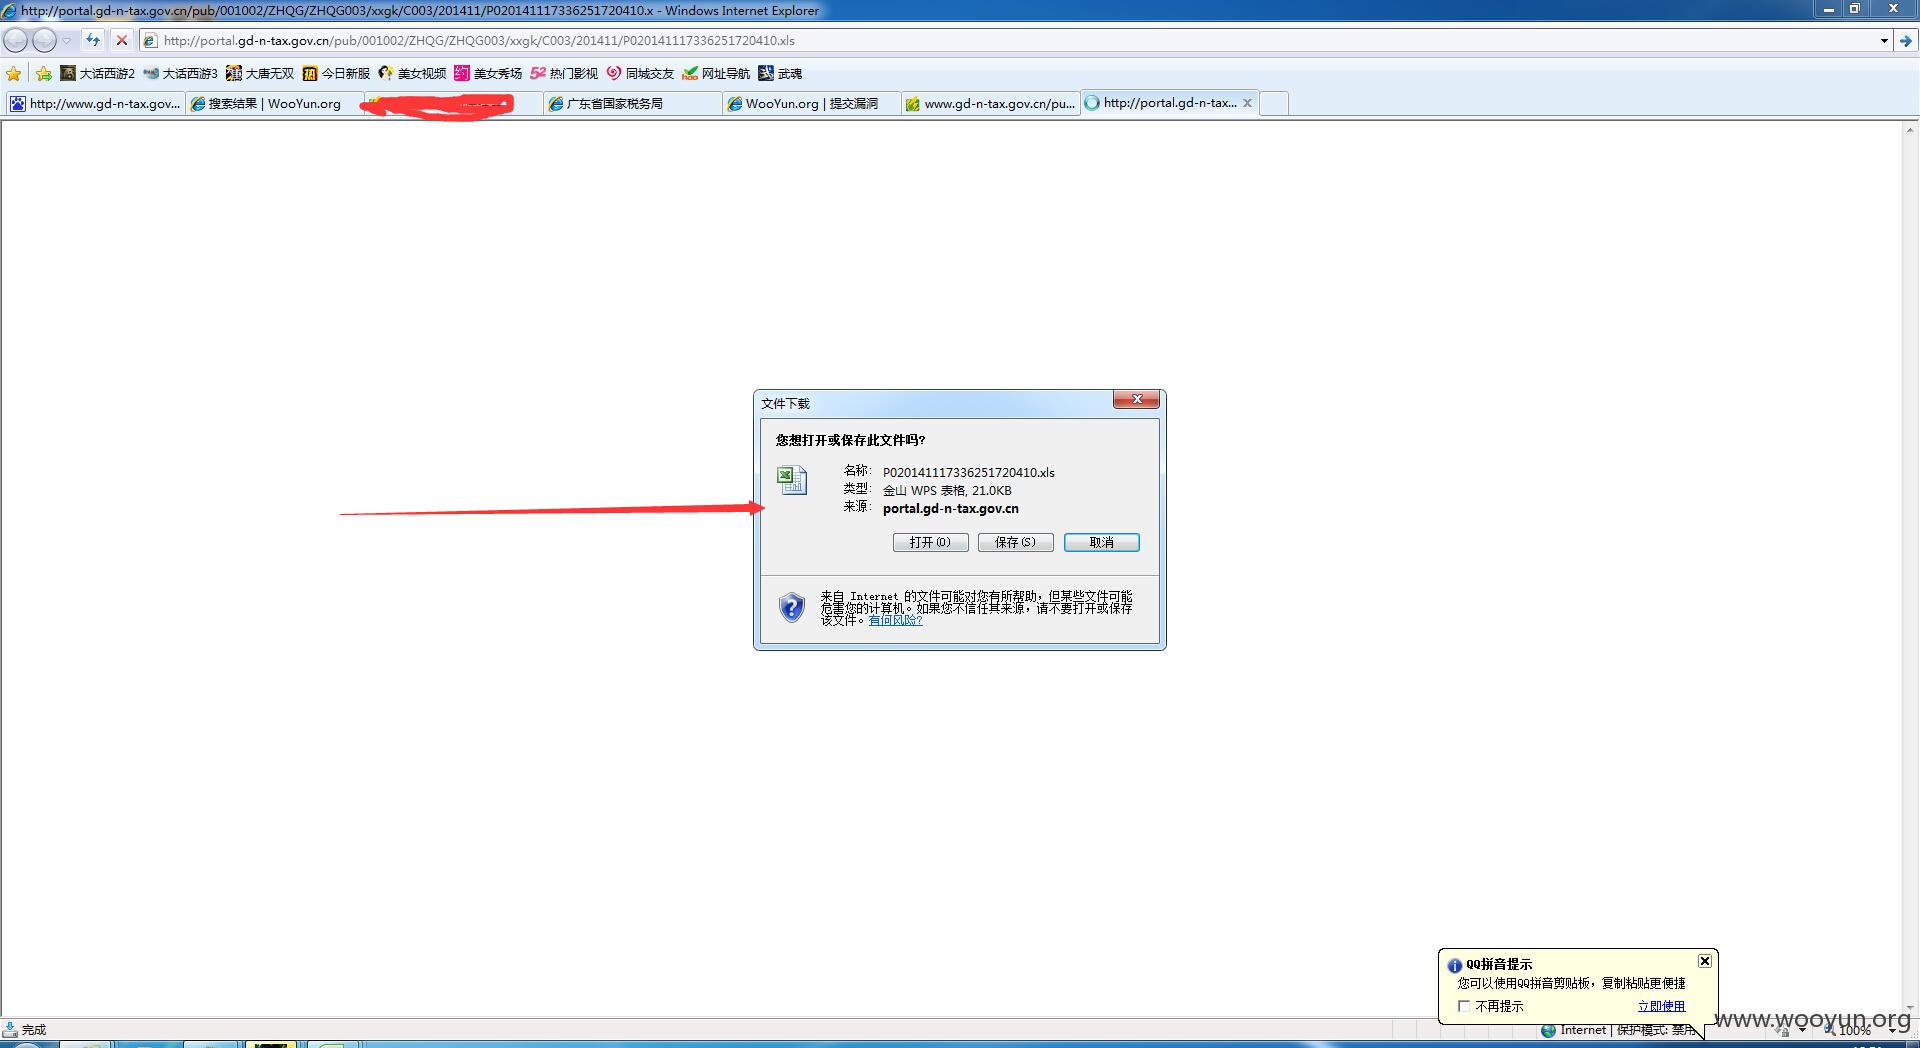 http://portal.gd-n-tax.gov.cn/pub/001002/ZHQG/ZHQG003/xxgk/C003/201411/P020141117336251720410.x - Windows Internet Explorer
http://portal.gd-n-tax.gov.cn/pub/001002/ZHQG/ZHQG003/xxgk/C003/201411/P020141117336251720410.xls
大话西游2 大话西游3 大唐无双 今日新服 美女视频 美女秀场 热门影视 同城交友 网址导航 武魂
http://www.gd-n-tax.gov... 搜索结果 | WooYun.org 广东省国家税务局 WooYun.org | 提交漏洞 www.gd-n-tax.gov.cn/pu... http://portal.gd-n-tax...
文件下载
您想打开或保存此文件吗?
名称: P020141117336251720410.xls
类型: 金山 WPS 表格, 21.0KB
来源: portal.gd-n-tax.gov.cn
打开(O) 保存(S) 取消
来自 Internet 的文件可能对您有所帮助，但某些文件可能
危害您的计算机。如果您不信任其来源，请不要打开或保存
该文件。有何风险?
QQ拼音提示
您可以使用QQ拼音剪贴板，复制粘贴更便捷
不再提示 立即使用
完成 Internet | 保护模式: 禁用 100%
www.wooyun.org